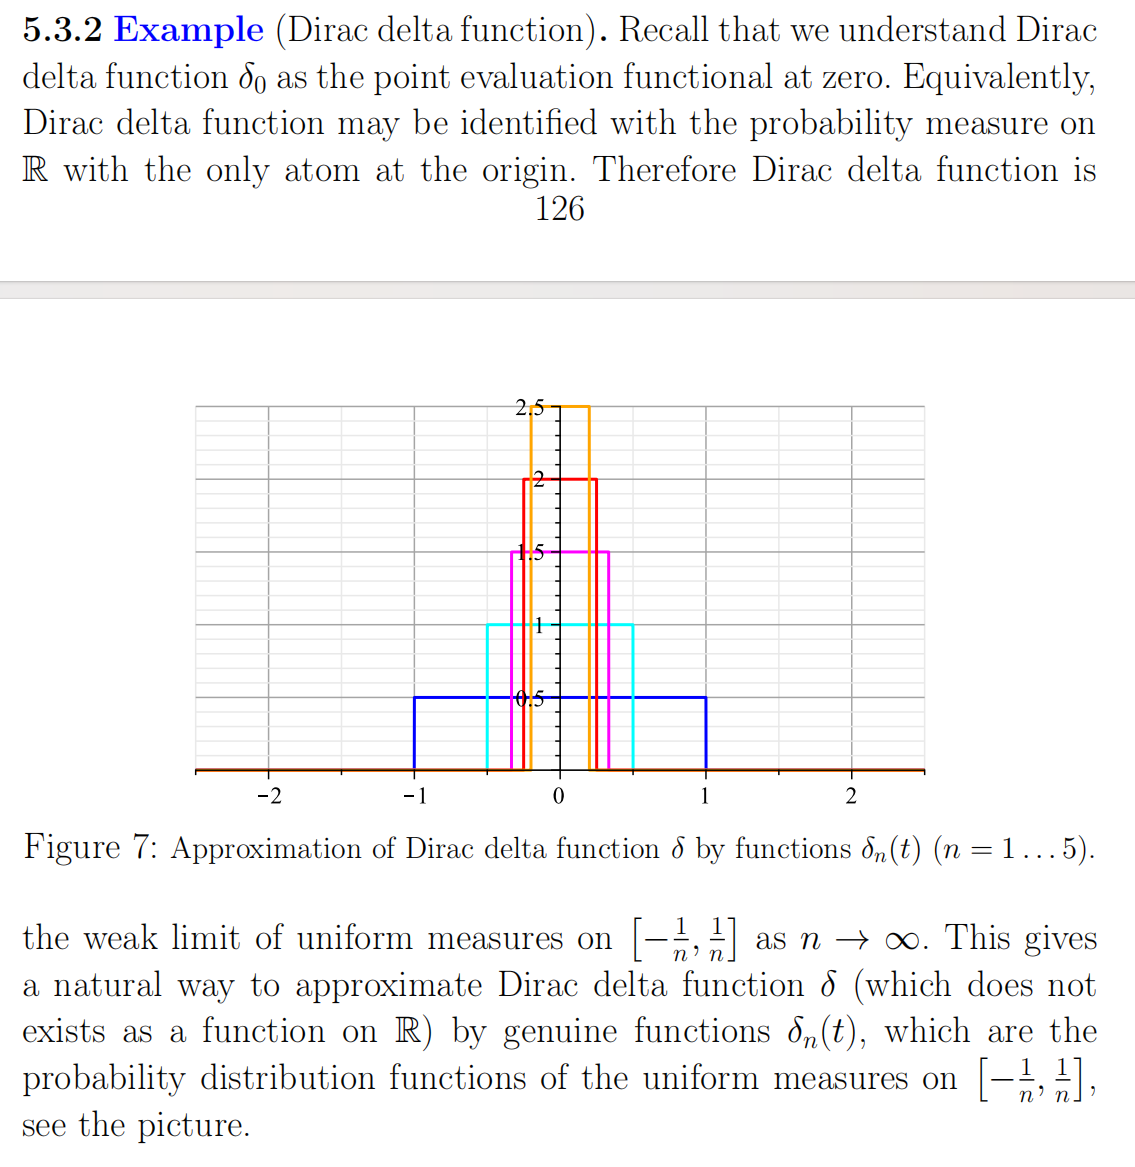 5.3.2 Example (Dirac delta function). Recall that we understand Dirac
delta function δ₀ as the point evaluation functional at zero. Equivalently,
Dirac delta function may be identified with the probability measure on
ℝ with the only atom at the origin. Therefore Dirac delta function is
126
2.5
2
1.5
1
0.5
−2 −1 0 1 2
Figure 7: Approximation of Dirac delta function δ by functions δₙ(t) (n = 1 … 5).
the weak limit of uniform measures on [−1/n, 1/n] as n → ∞. This gives
a natural way to approximate Dirac delta function δ (which does not
exists as a function on ℝ) by genuine functions δₙ(t), which are the
probability distribution functions of the uniform measures on [−1/n, 1/n],
see the picture.